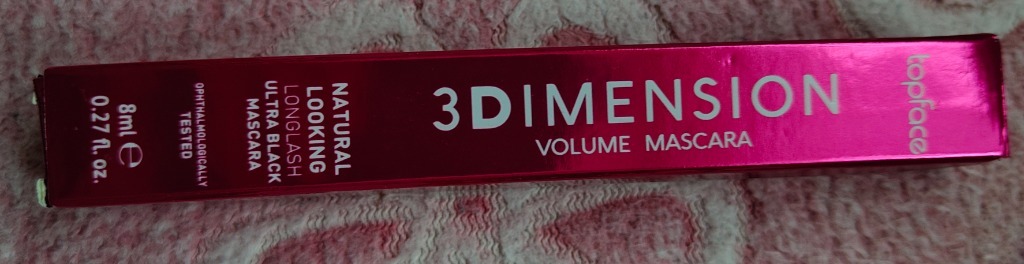 topface
3DIMENSION
VOLUME MASCARA
NATURAL
LOOKING
LONGLASH
ULTRA BLACK
MASCARA
OPHTHALMOLOGICALLY
TESTED
8ml e
0.27 fl. oz.